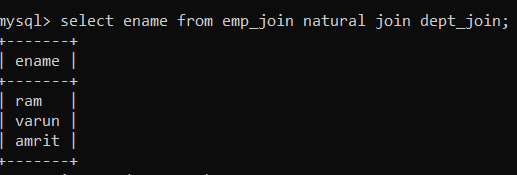 mysql> select ename from emp_join natural join dept_join;
+-------+
| ename |
+-------+
| ram   |
| varun |
| amrit |
+-------+